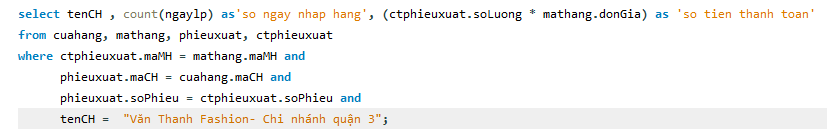 select tenCH , count(ngaylp) as'so ngay nhap hang', (ctphieuxuat.soLuong * mathang.donGia) as 'so tien thanh toan'
from cuahang, mathang, phieuxuat, ctphieuxuat
where ctphieuxuat.maMH = mathang.maMH and
phieuxuat.maCH = cuahang.maCH and
phieuxuat.soPhieu = ctphieuxuat.soPhieu and
tenCH =  "Văn Thanh Fashion- Chi nhánh quận 3";